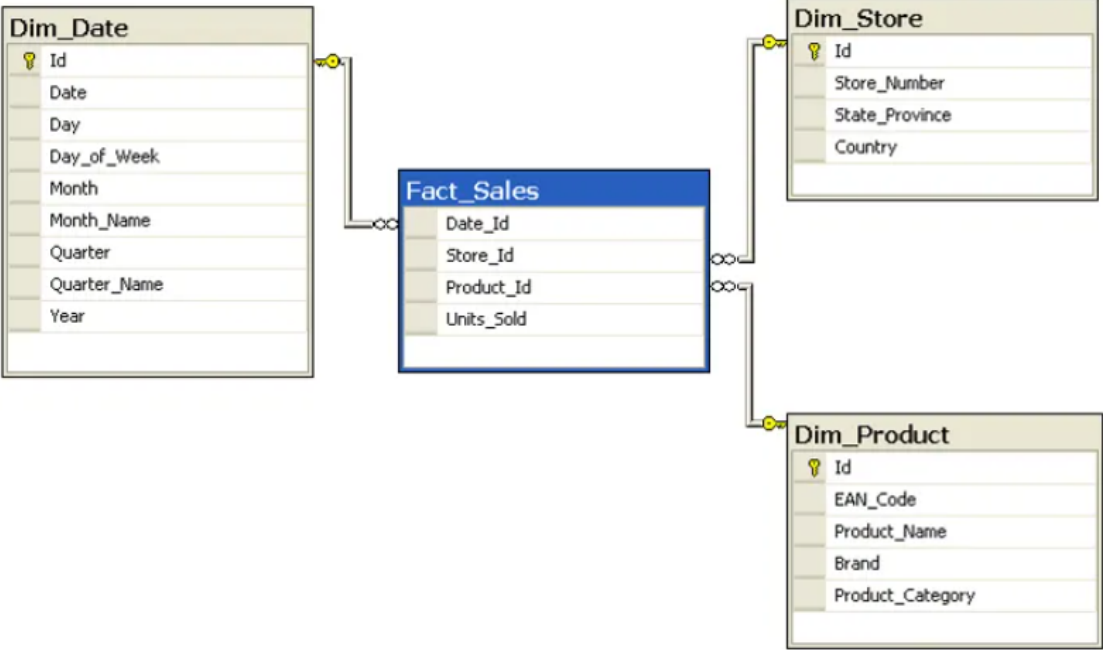 Dim_Date
Id
Date
Day
Day_of_Week
Month
Month_Name
Quarter
Quarter_Name
Year
Fact_Sales
Date_Id
Store_Id
Product_Id
Units_Sold
Dim_Store
Id
Store_Number
State_Province
Country
Dim_Product
Id
EAN_Code
Product_Name
Brand
Product_Category